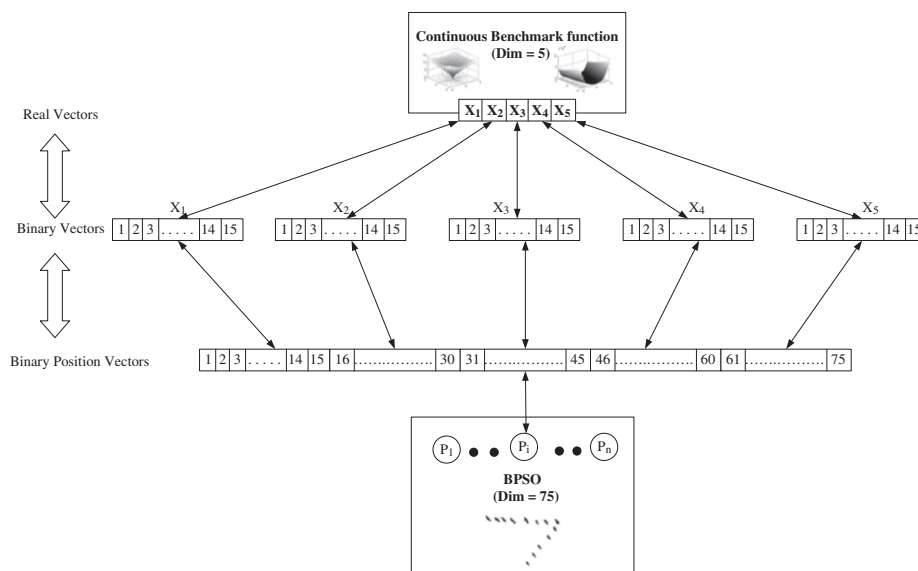 Continuous Benchmark function
(Dim = 5)
X1 X2 X3 X4 X5
Real Vectors
X1 X2 X3 X4 X5
Binary Vectors
1 2 3 . . . . . 14 15 1 2 3 . . . . . 14 15 1 2 3 . . . . . 14 15 1 2 3 . . . . . 14 15 1 2 3 . . . . . 14 15
Binary Position Vectors
1 2 3 . . . . . 14 15 16 ..................... 30 31 ..................... 45 46 ..................... 60 61 ..................... 75
P1 Pi Pn
BPSO
(Dim = 75)